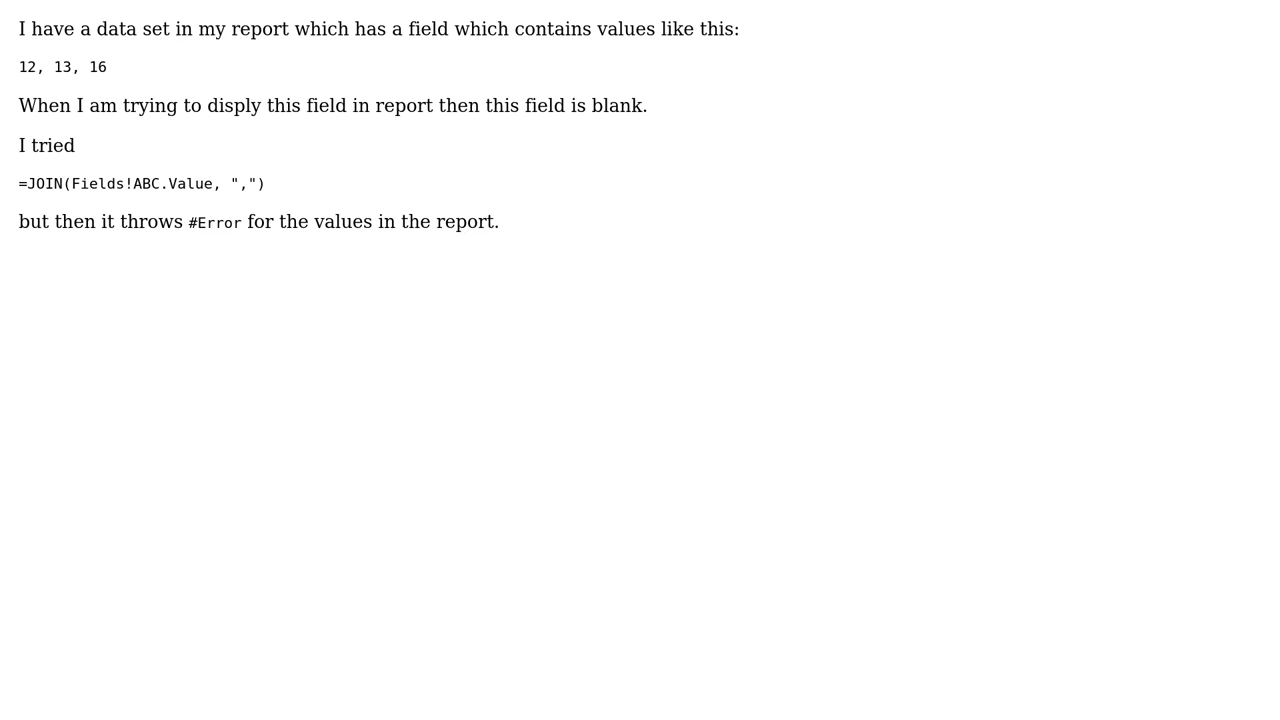 I have a data set in my report which has a field which contains values like this:
12, 13, 16
When I am trying to disply this field in report then this field is blank.
I tried
=JOIN(Fields!ABC.Value, ",")
but then it throws #Error for the values in the report.